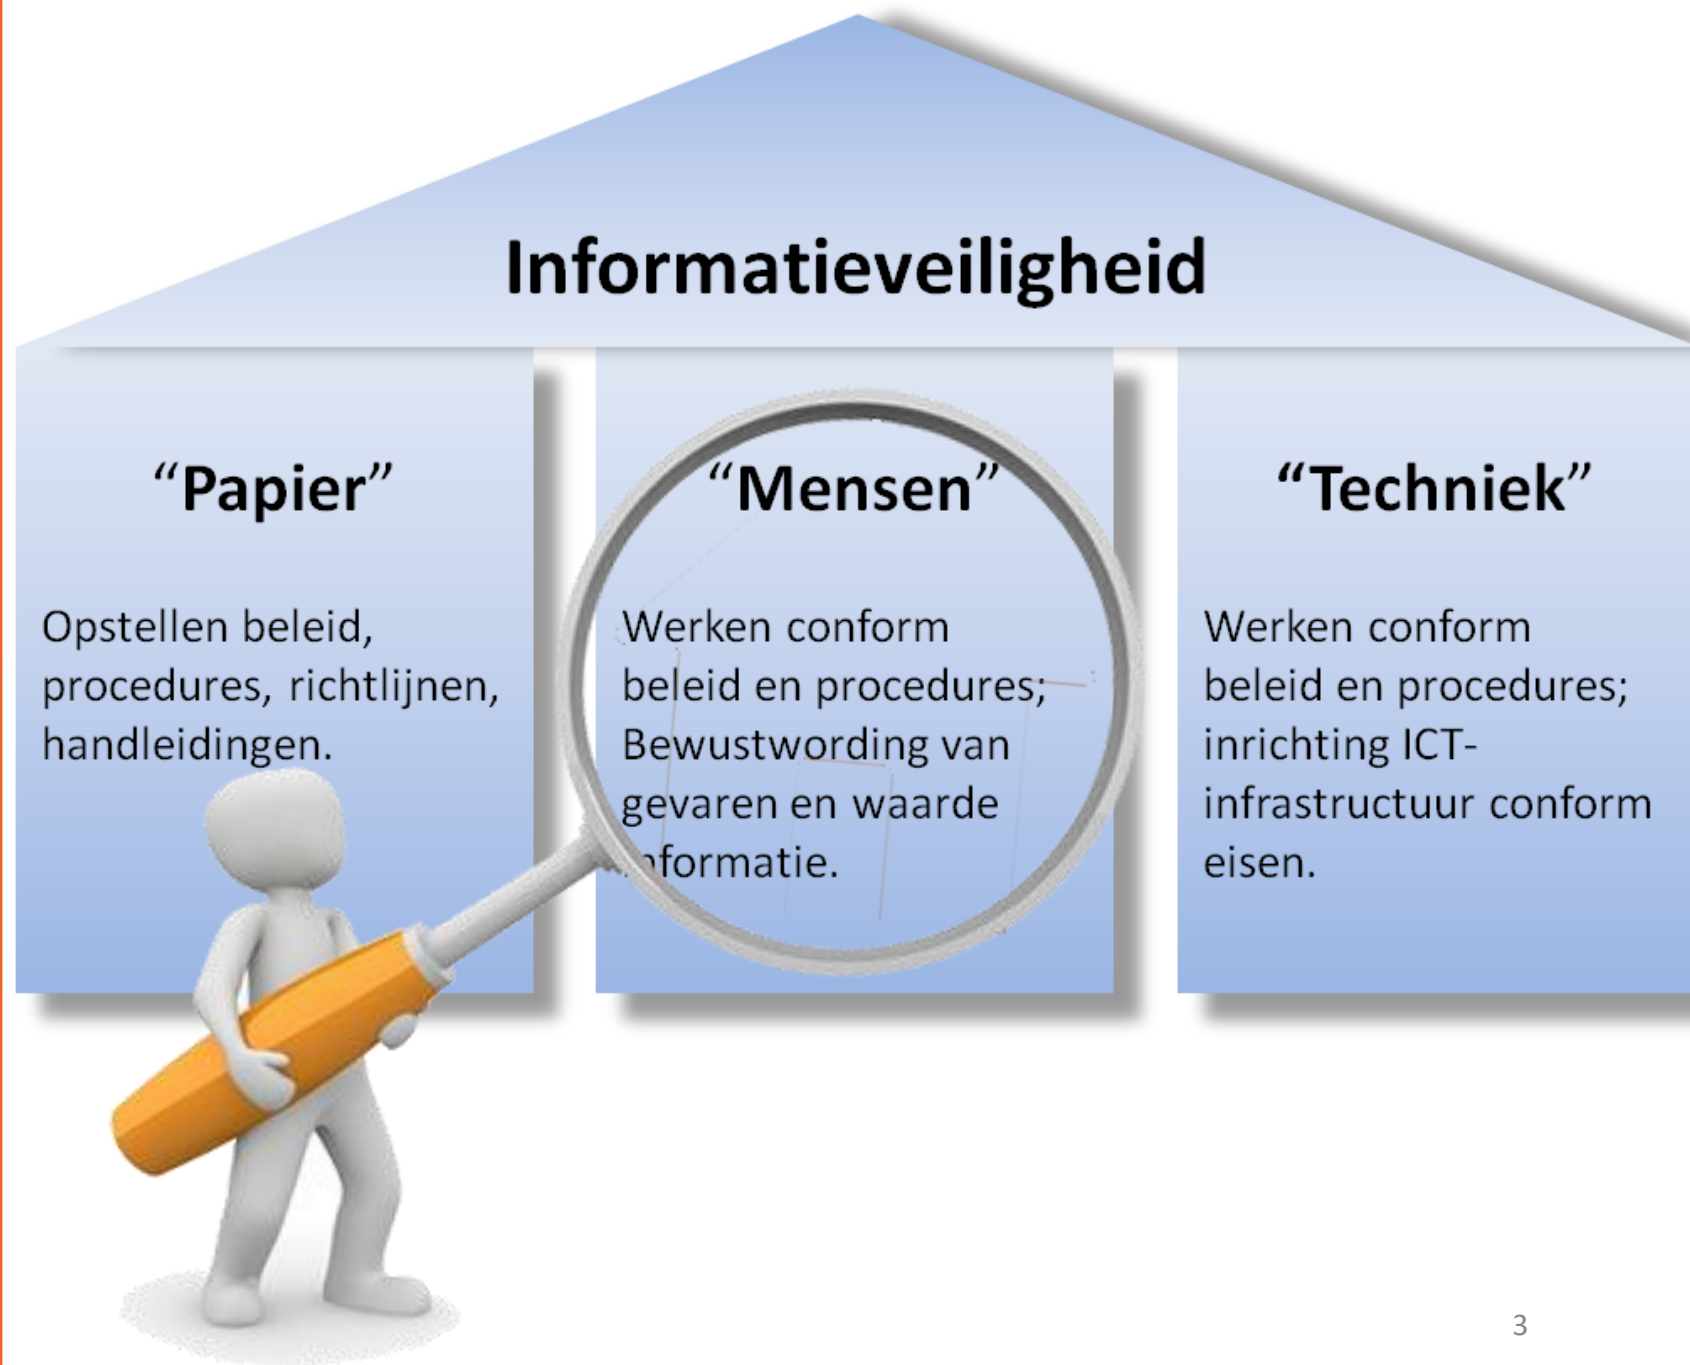 Informatieveiligheid
“Papier”
Opstellen beleid,
procedures, richtlijnen,
handleidingen.
“Mensen”
Werken conform
beleid en procedures;
Bewustwording van
gevaren en waarde
informatie.
“Techniek”
Werken conform
beleid en procedures;
inrichting ICT-
infrastructuur conform
eisen.
3